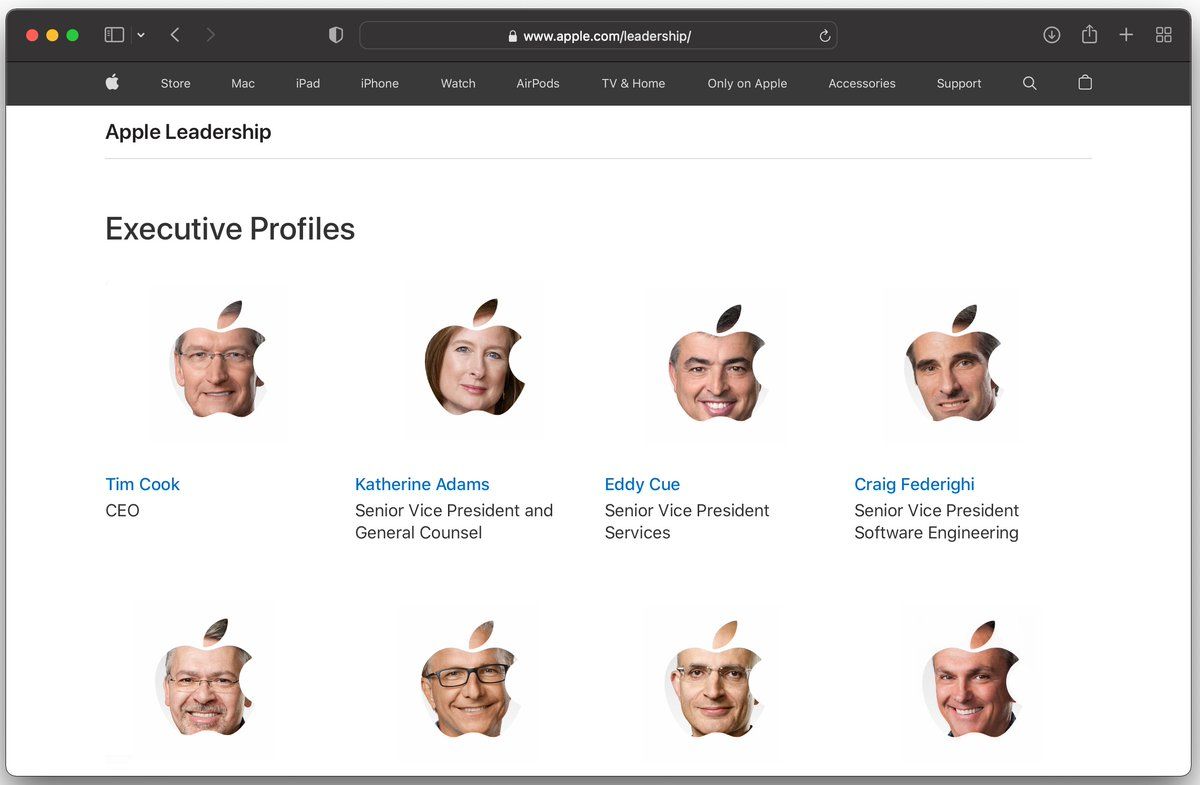 www.apple.com/leadership/
Store Mac iPad iPhone Watch AirPods TV & Home Only on Apple Accessories Support
Apple Leadership
Executive Profiles
Tim Cook Katherine Adams Eddy Cue Craig Federighi
CEO Senior Vice President and Senior Vice President Senior Vice President
General Counsel Services Software Engineering